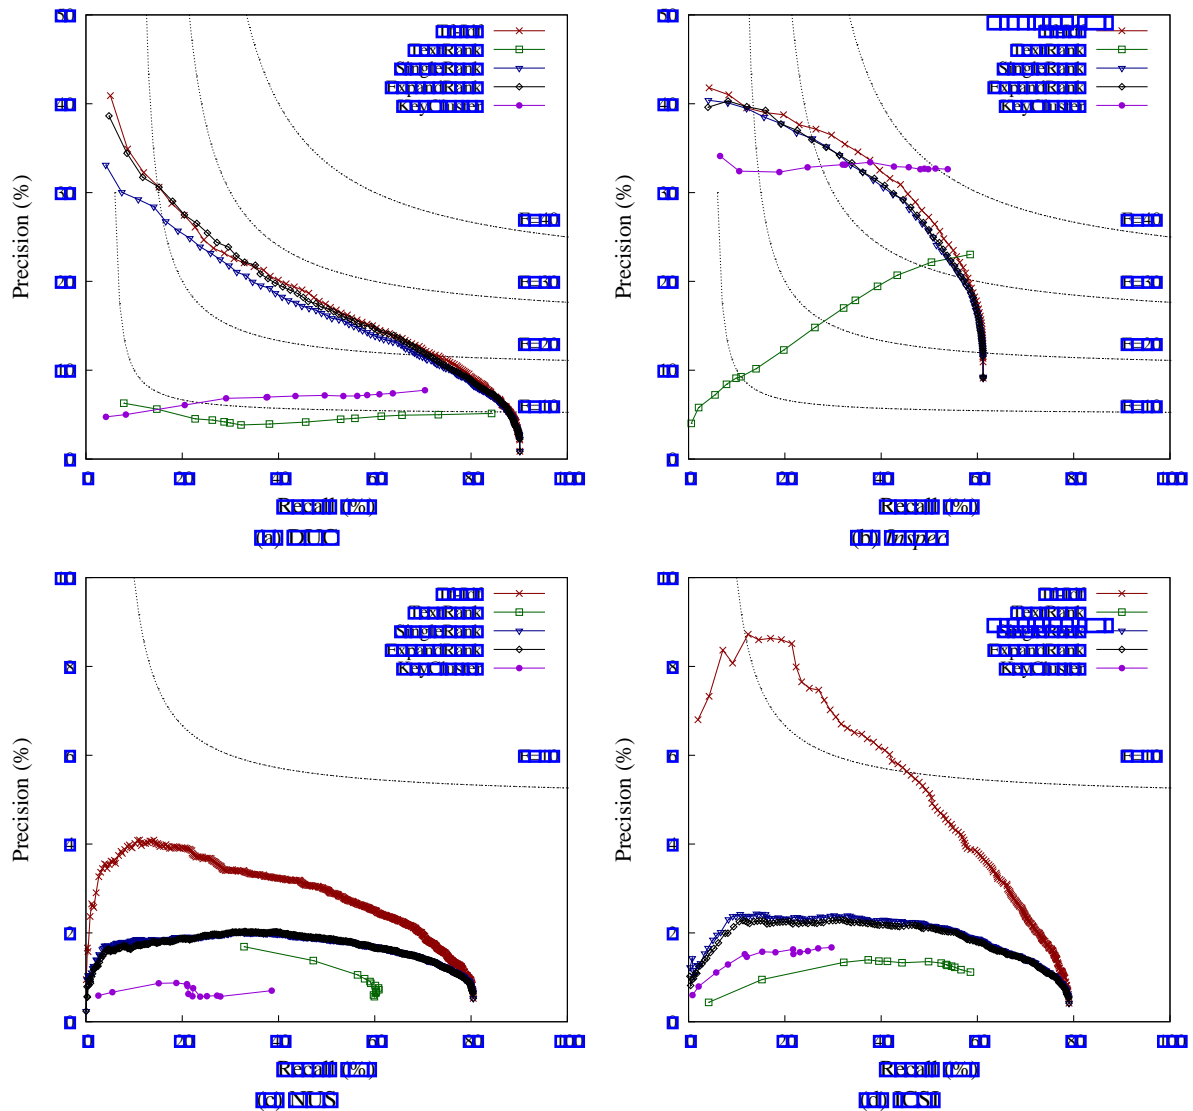 50
40
30
20
10
0
Precision (%)
Tf-Idf
TextRank
SingleRank
ExpandRank
KeyCluster
F=40
F=30
F=20
F=10
0 20 40 60 80 100
Recall (%)
(a) DUC
50
40
30
20
10
0
Precision (%)
Tf-Idf
TextRank
SingleRank
ExpandRank
KeyCluster
F=40
F=30
F=20
F=10
0 20 40 60 80 100
Recall (%)
(b) Inspec
10
8
6
4
2
0
Precision (%)
Tf-Idf
TextRank
SingleRank
ExpandRank
KeyCluster
F=10
0 20 40 60 80 100
Recall (%)
(c) NUS
10
8
6
4
2
0
Precision (%)
Tf-Idf
TextRank
SingleRank
ExpandRank
KeyCluster
F=10
0 20 40 60 80 100
Recall (%)
(d) ICSI